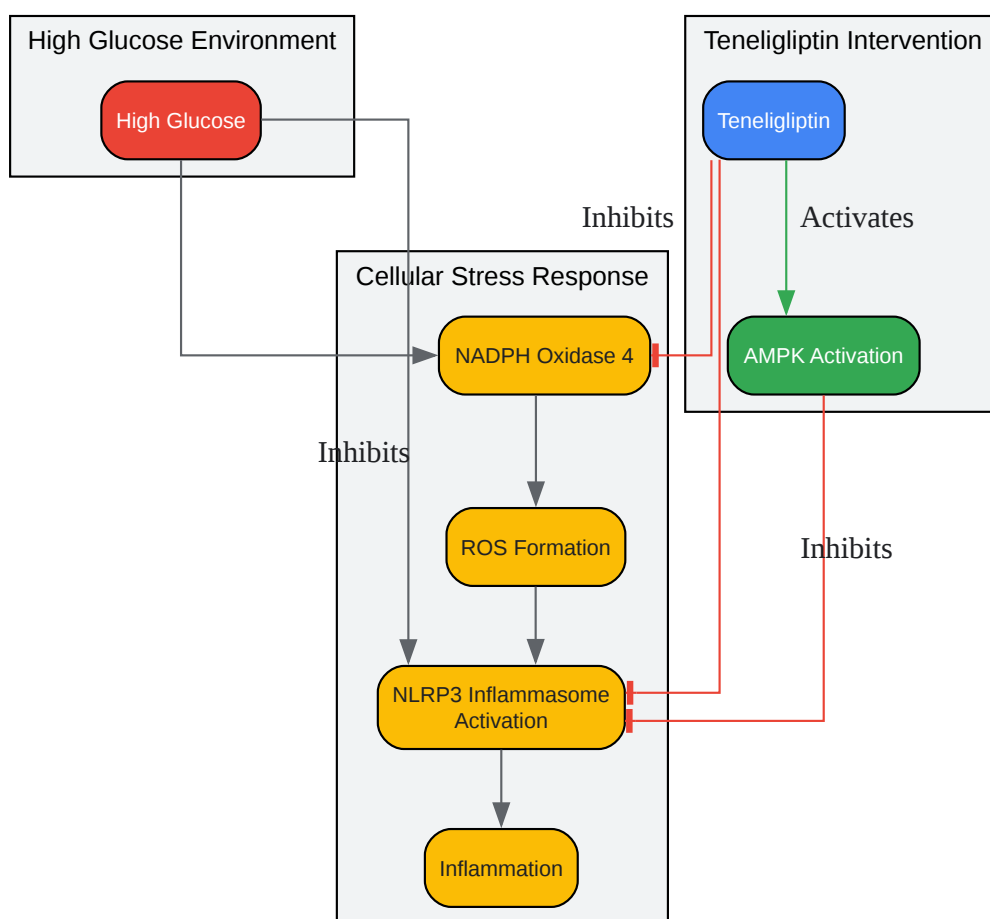 High Glucose Environment
Teneligliptin Intervention
High Glucose
Teneligliptin
Inhibits
Activates
Cellular Stress Response
NADPH Oxidase 4
AMPK Activation
Inhibits
ROS Formation
Inhibits
NLRP3 Inflammasome
Activation
Inflammation